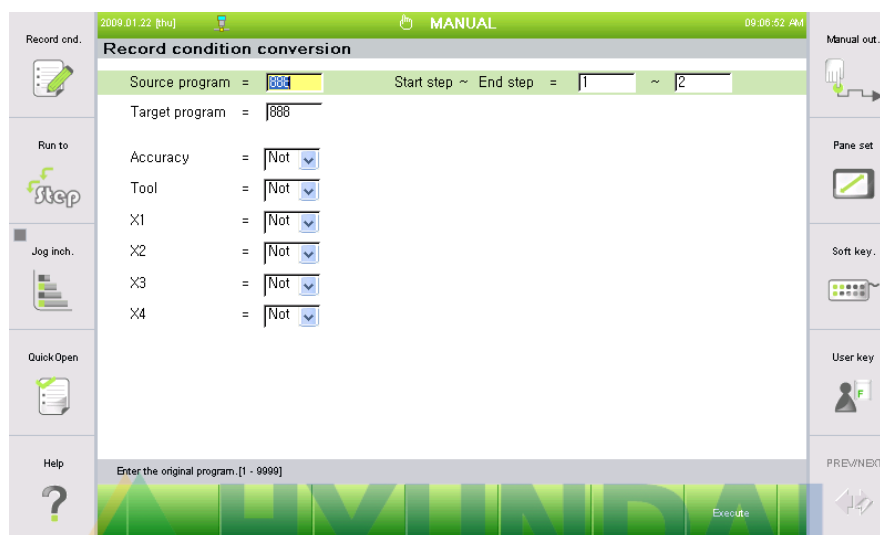 2009.01.22 [thu] MANUAL 09:06:52 AM
Record condition conversion
Source program = 888 Start step ~ End step = 1 ~ 2
Target program = 888
Accuracy = Not
Tool = Not
X1 = Not
X2 = Not
X3 = Not
X4 = Not
Enter the original program.[1 - 9999]
Execute
Record cnd.
Run to
Step
Jog inch.
QuickOpen
Help
?
Manual out.
Pane set
Soft key.
User key
F
PREV/NEXT
HYUNDAI